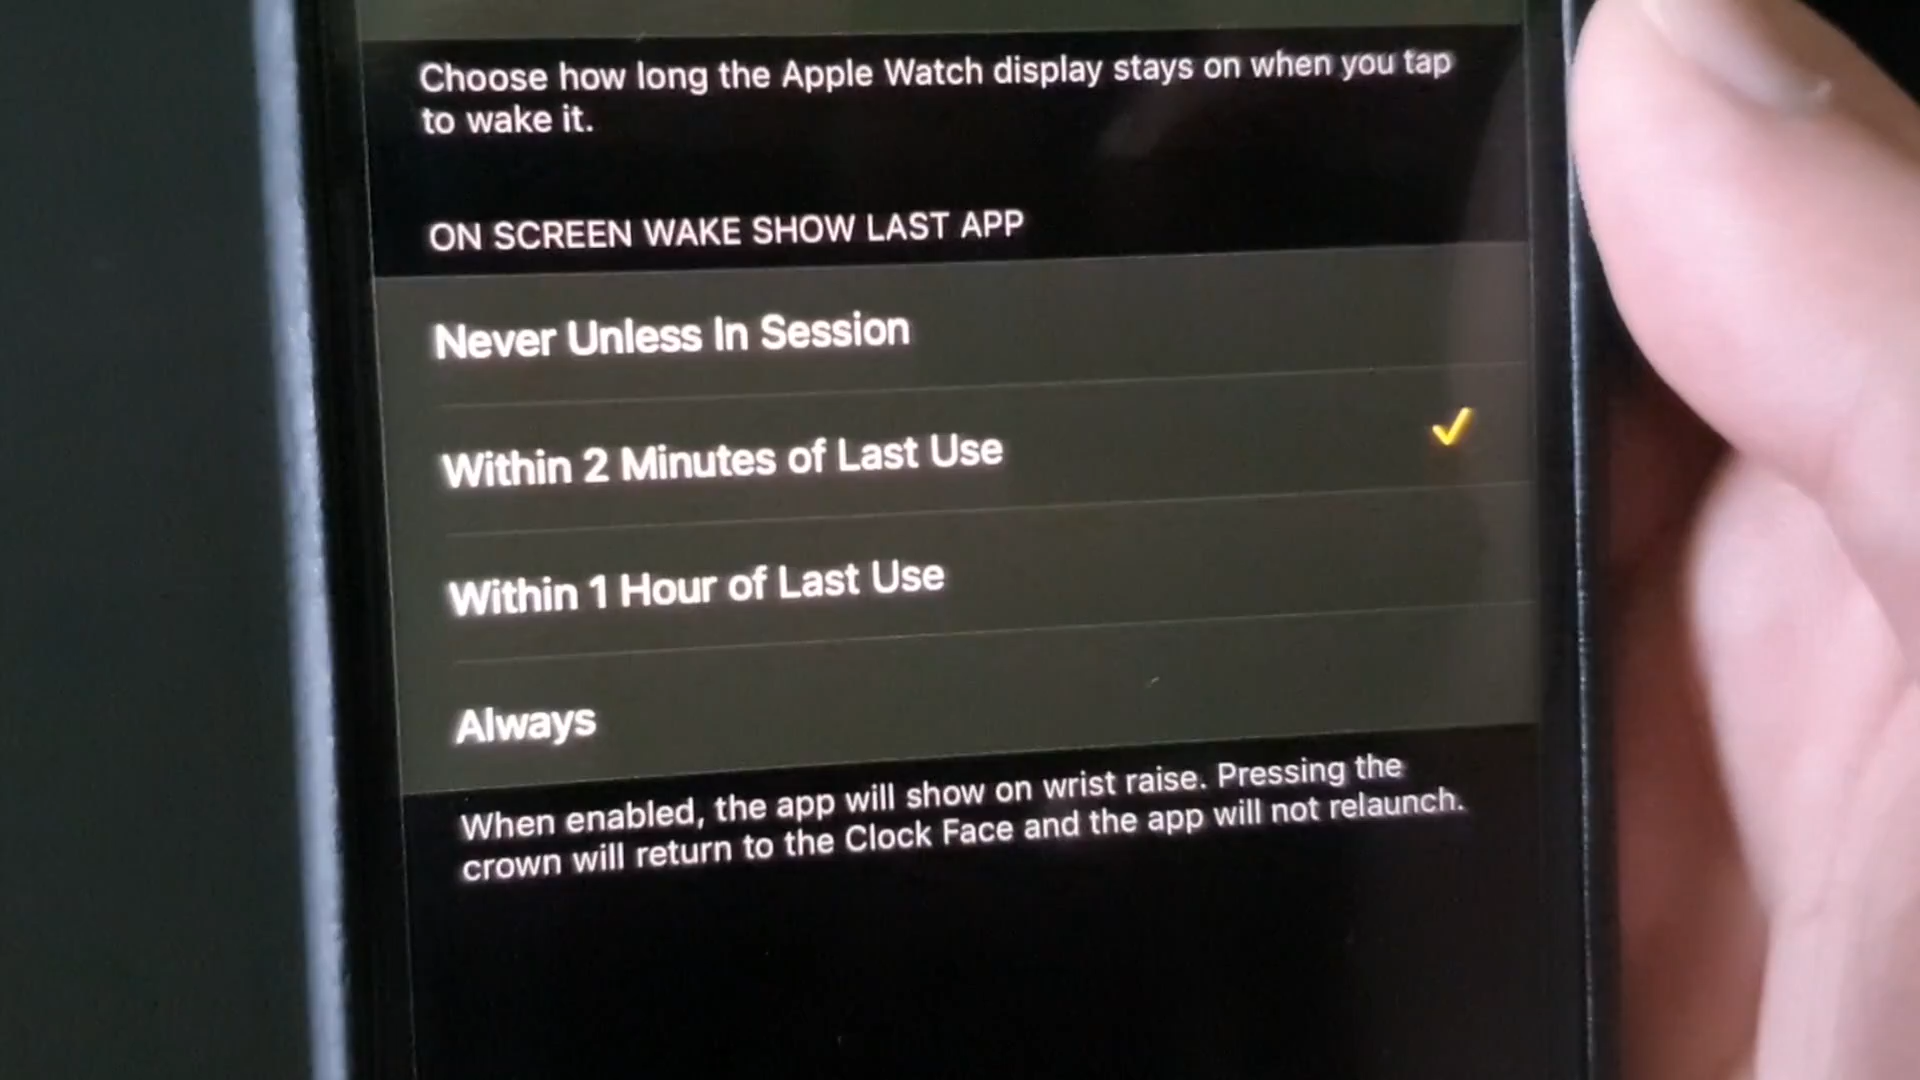 Choose how long the Apple Watch display stays on when you tap
to wake it.
ON SCREEN WAKE SHOW LAST APP
Never Unless In Session
Within 2 Minutes of Last Use
Within 1 Hour of Last Use
Always
When enabled, the app will show on wrist raise. Pressing the
crown will return to the Clock Face and the app will not relaunch.